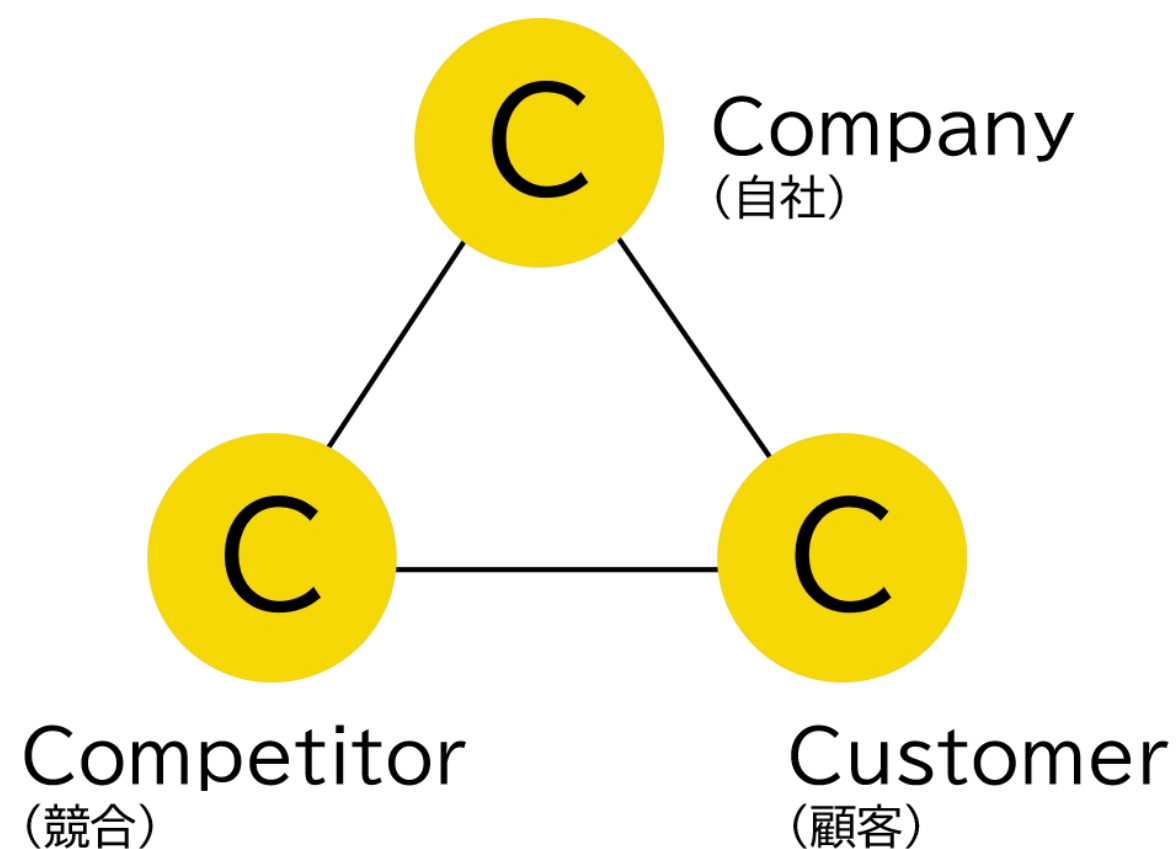 C
Company
（自社）
C
C
Competitor
（競合）
Customer
（顧客）